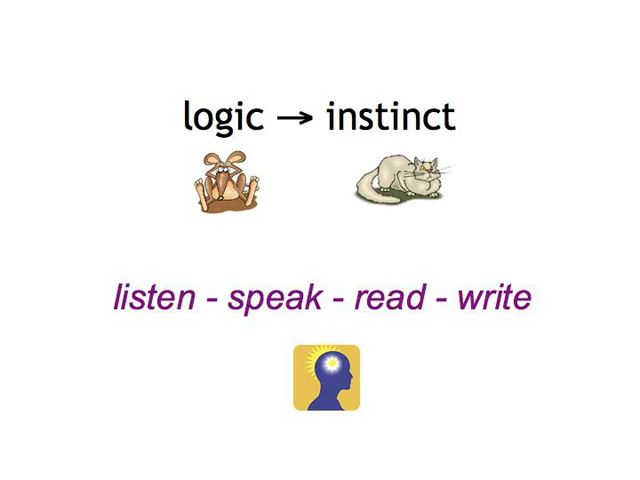 logic → instinct
listen - speak - read - write